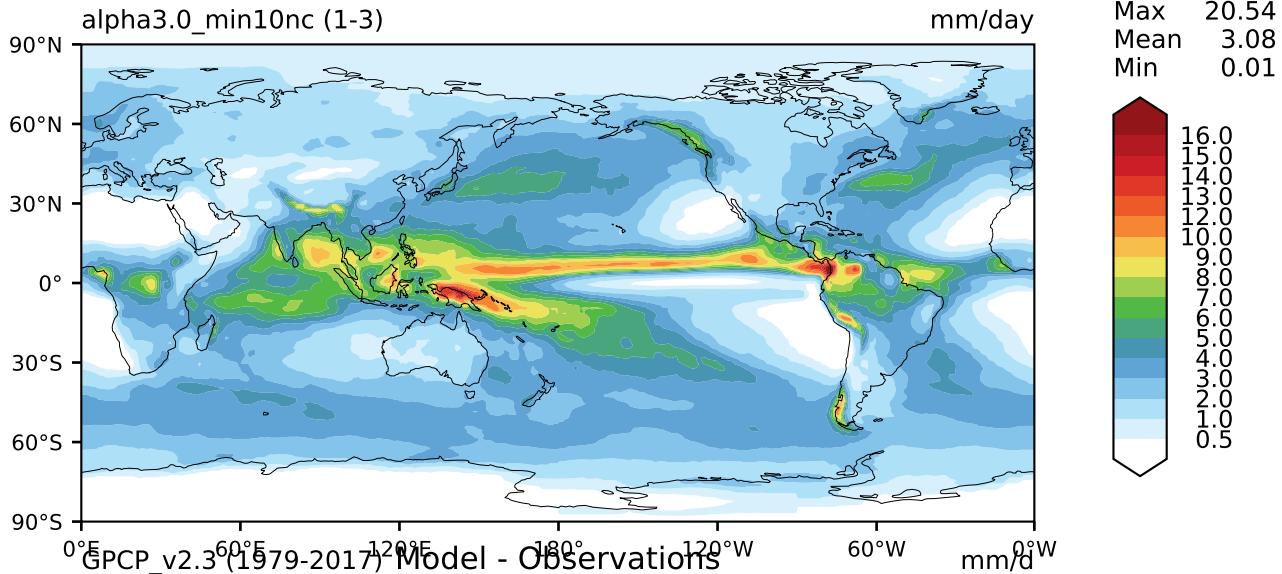 alpha3.0_min10nc (1-3) mm/day
Max 20.54
Mean 3.08
Min 0.01
90°N
60°N
30°N
0°
30°S
60°S
90°S
16.0
15.0
14.0
13.0
12.0
10.0
9.0
8.0
7.0
6.0
5.0
4.0
3.0
2.0
1.0
0.5
0°E 60°E 120°E 180° 120°W 60°W 0°W
GPCP_v2.3 (1979-2017) Model - Observations mm/d